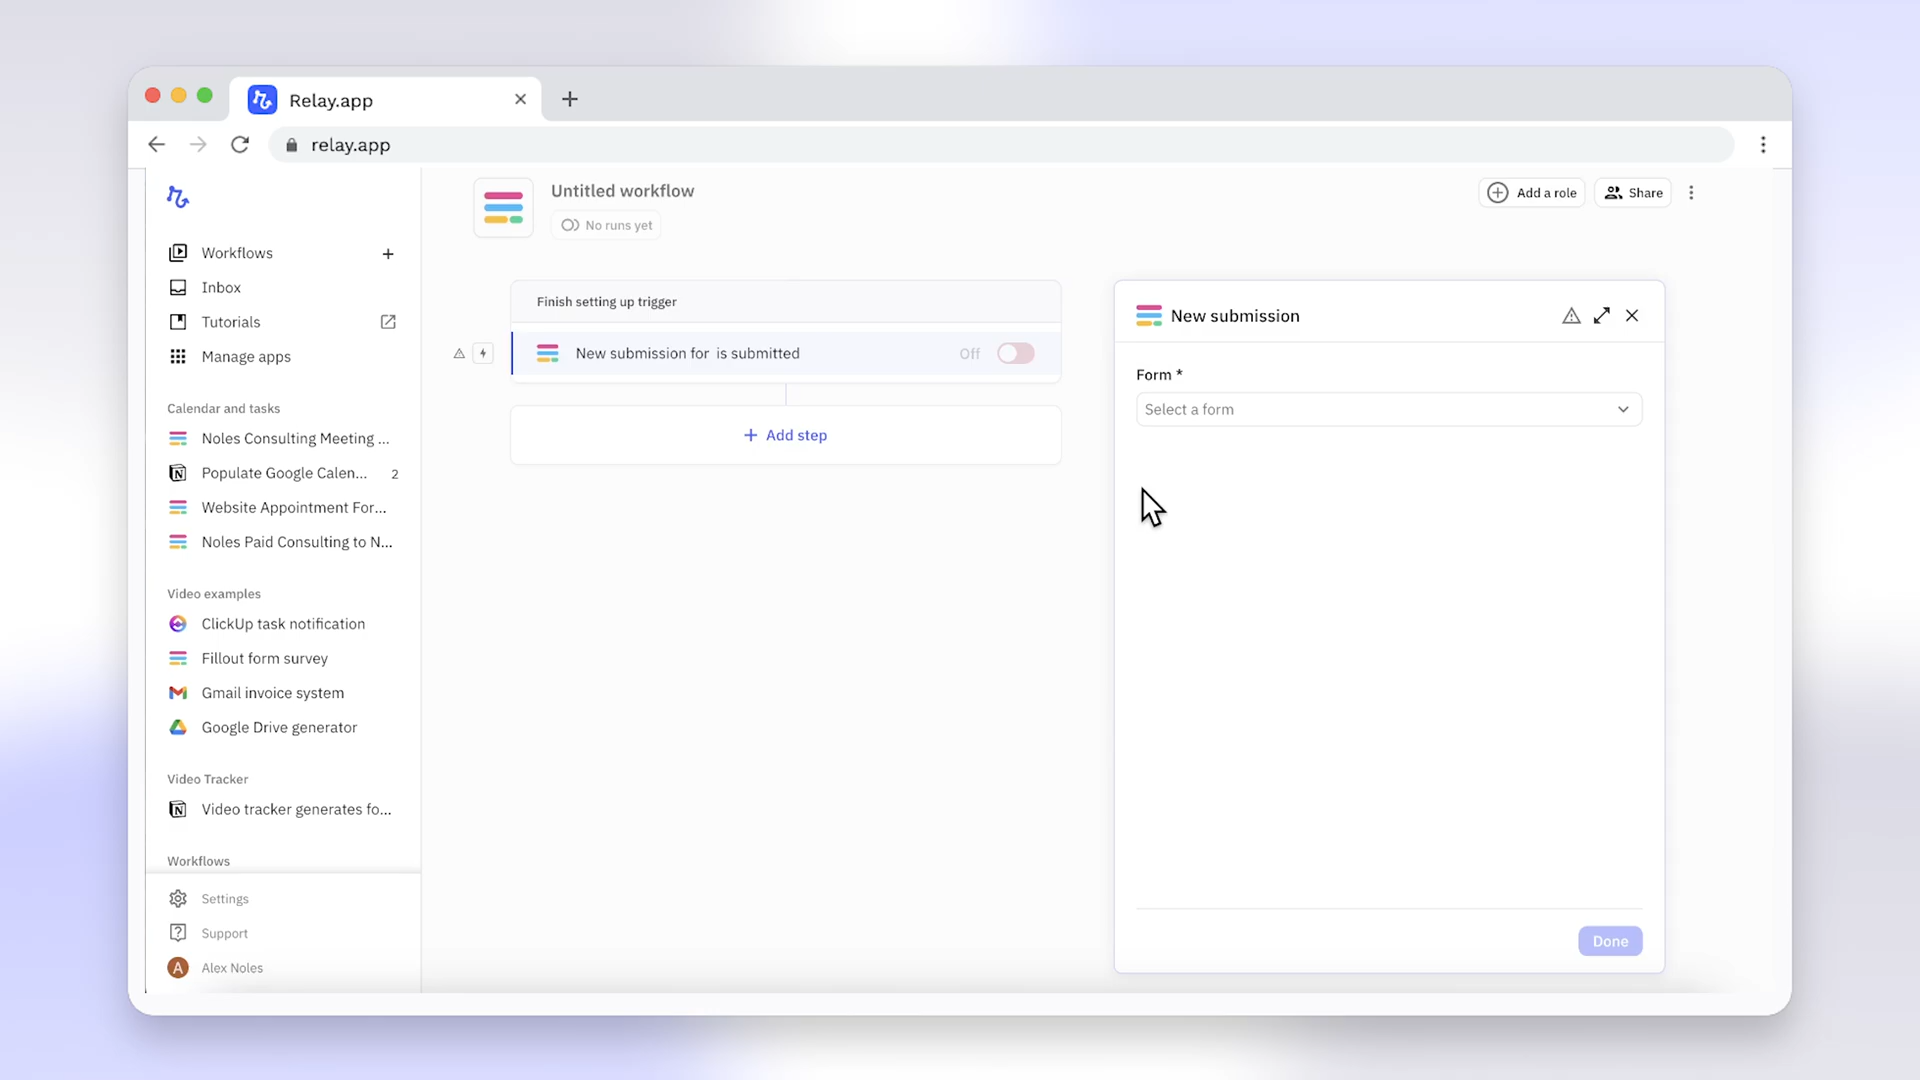 Relay.app
relay.app
Workflows
Inbox
Tutorials
Manage apps
Calendar and tasks
Noles Consulting Meeting ...
Populate Google Calen... 2
Website Appointment For...
Noles Paid Consulting to N...
Video examples
ClickUp task notification
Fillout form survey
Gmail invoice system
Google Drive generator
Video Tracker
Video tracker generates fo...
Workflows
Settings
Support
A Alex Noles
Untitled workflow
No runs yet
Add a role
Share
Finish setting up trigger
New submission for is submitted Off
Add step
New submission
Form *
Select a form
Done